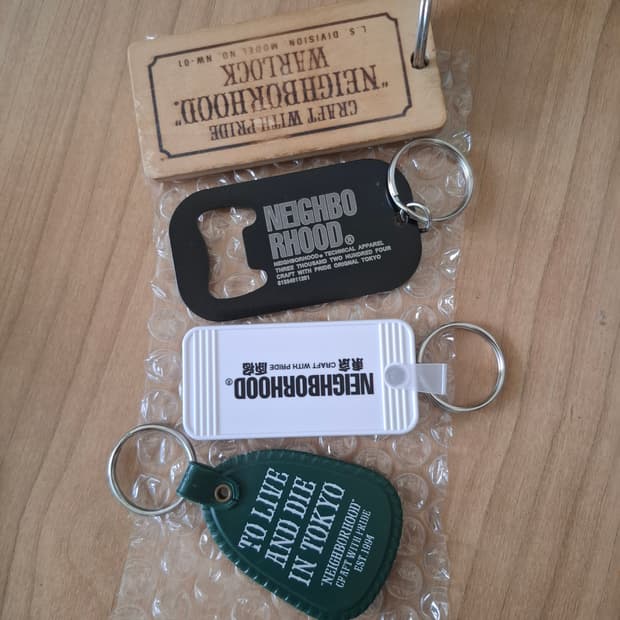 CRAFT WITH PRIDE
"NEIGHBORHOOD."
WARLOCK
L.S. DIVISION. MODEL NO. NW-01
NEIGHBO
RHOOD®
NEIGHBORHOOD® TECHNICAL APPAREL
THREE THOUSAND TWO HUNDRED FOUR
CRAFT WITH PRIDE ORIGINAL TOKYO
NEIGHBORHOOD®
東京 CRAFT WITH PRIDE
TO LIVE
AND DIE
IN TOKYO
"NEIGHBORHOOD"
CRAFT WITH PRIDE
EST 1994